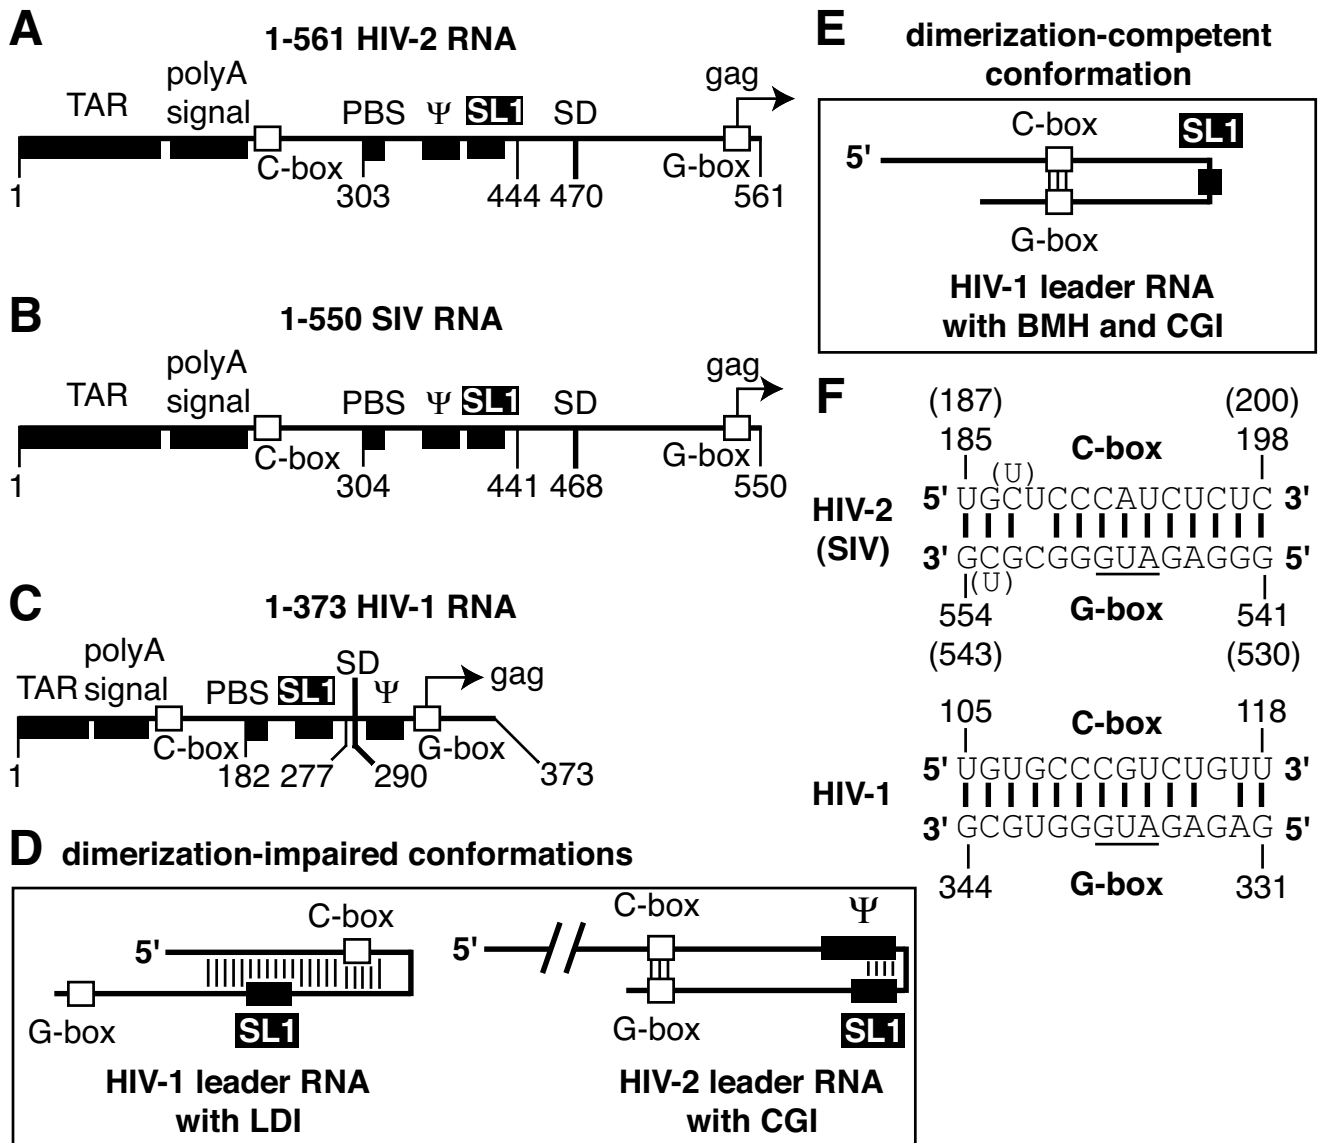 A
1-561 HIV-2 RNA
TAR
polyA
signal
C-box
PBS
Ψ
SL1
SD
gag
G-box
1
303
444
470
561
B
1-550 SIV RNA
TAR
polyA
signal
C-box
PBS
Ψ
SL1
SD
gag
G-box
1
304
441
468
550
C
1-373 HIV-1 RNA
TAR
polyA
signal
C-box
PBS
SL1
SD
Ψ
gag
G-box
1
182
277
290
373
D dimerization-impaired conformations
C-box
5'
G-box
SL1
HIV-1 leader RNA
with LDI
C-box
Ψ
5'
G-box
SL1
HIV-2 leader RNA
with CGI
E dimerization-competent
conformation
C-box
SL1
5'
G-box
HIV-1 leader RNA
with BMH and CGI
F
(187)
(200)
185
C-box
198
(U)
HIV-2
(SIV)
5' UGCUCCCAUCUCUC 3'
3' GCGCGGGUAGAGGG 5'
(U)
554
G-box
541
(543)
(530)
105
C-box
118
HIV-1
5' UGUGCCCGUCUGUU 3'
3' GCGUGGGUAGAGAG 5'
344
G-box
331